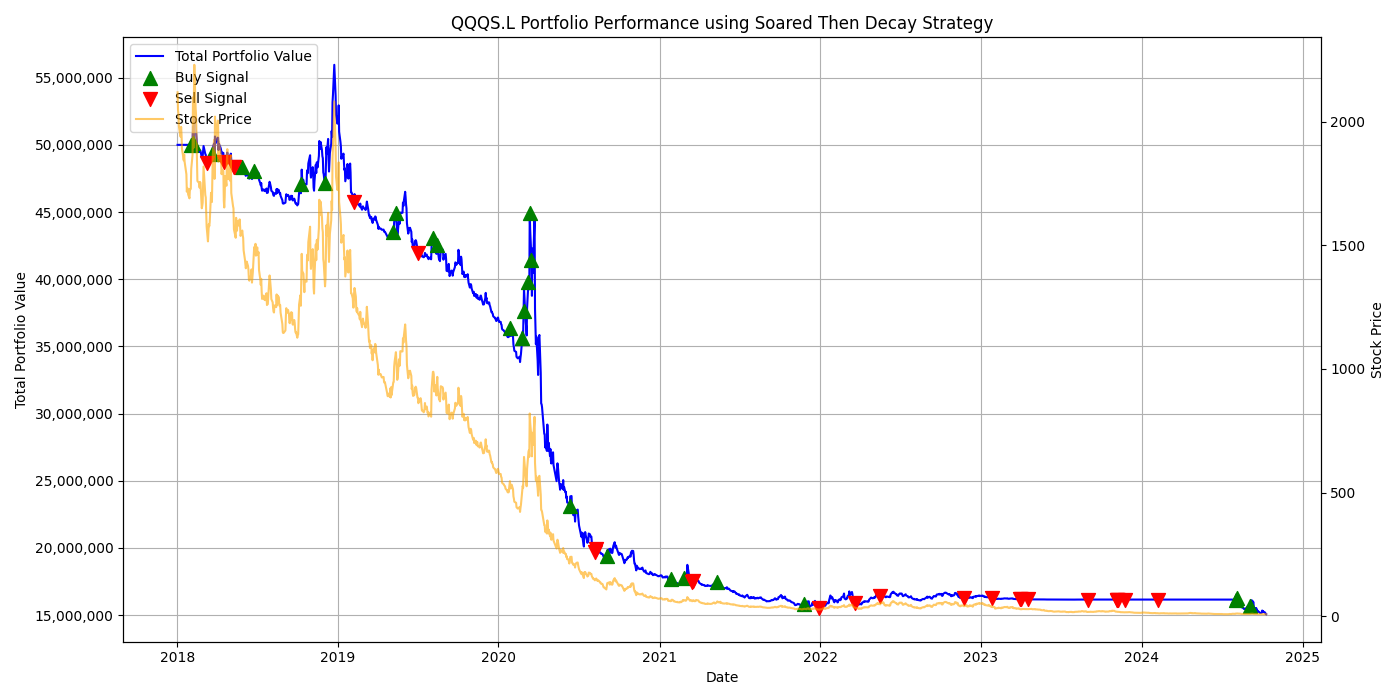 QQQS.L Portfolio Performance using Soared Then Decay Strategy
Total Portfolio Value
Buy Signal
Sell Signal
Stock Price
55,000,000
50,000,000
45,000,000
40,000,000
35,000,000
30,000,000
25,000,000
20,000,000
15,000,000
Total Portfolio Value
2000
1500
1000
500
0
Stock Price
2018
2019
2020
2021
2022
2023
2024
2025
Date